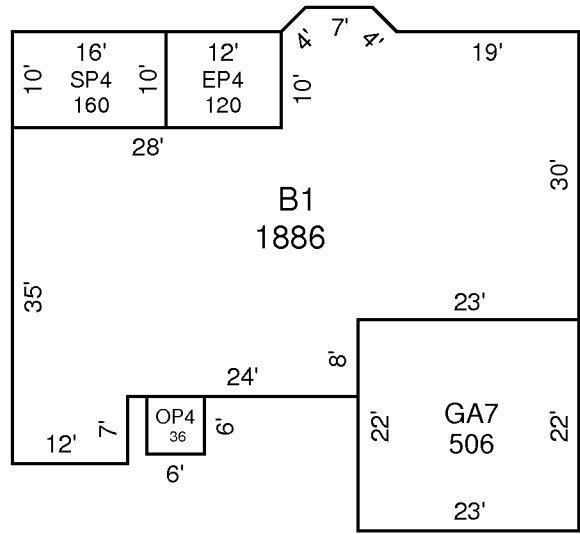 16' 12' 4' 7' 4' 19'
10' SP4 10' EP4 10'
160 120
28'
30'
B1
1886
35'
23'
8'
24'
OP4 GA7
36 506
7' 6' 22' 22'
12'
6'
23'